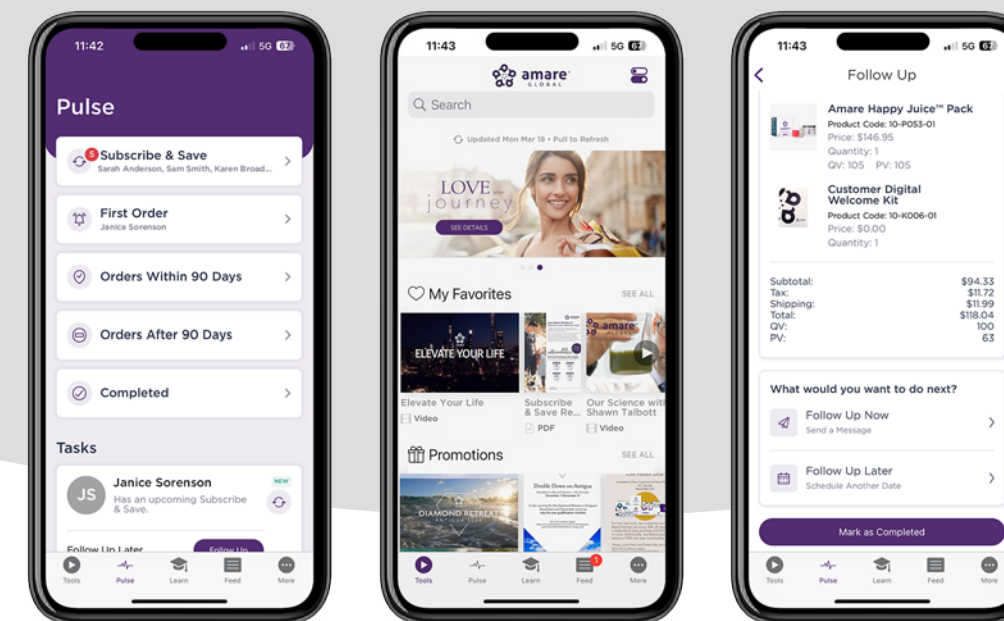 11:42
5G 67
Pulse
5
Subscribe & Save
Sarah Anderson, Sam Smith, Karen Broad...
First Order
Janice Sorenson
Orders Within 90 Days
Orders After 90 Days
Completed
Tasks
JS
Janice Sorenson
NEW
Has an upcoming Subscribe
& Save.
Follow Up Later
Follow Up
Tools
Pulse
Learn
Feed
More
11:43
5G 67
amare
GLOBAL
Search
Updated Mon Mar 18 • Pull to Refresh
LOVE your
journey
SEE DETAILS
My Favorites
SEE ALL
ELEVATE YOUR LIFE
amare
GLOBAL
Elevate Your Life
Video
Subscribe
& Save Re...
PDF
Our Science with
Shawn Talbott
Video
Promotions
SEE ALL
DIAMOND RETREAT
ANTIGUA 2024
Double Down on Antigua
Tools
Pulse
Learn
1
Feed
More
11:43
5G 67
Follow Up
Amare Happy Juice™ Pack
Product Code: 10-P053-01
Price: $146.95
Quantity: 1
QV: 105 PV: 105
Customer Digital
Welcome Kit
Product Code: 10-K006-01
Price: $0.00
Quantity: 1
Subtotal: $94.33
Tax: $11.72
Shipping: $11.99
Total: $118.04
QV: 100
PV: 63
What would you want to do next?
Follow Up Now
Send a Message
Follow Up Later
Schedule Another Date
Mark as Completed
Tools
Pulse
Learn
Feed
More